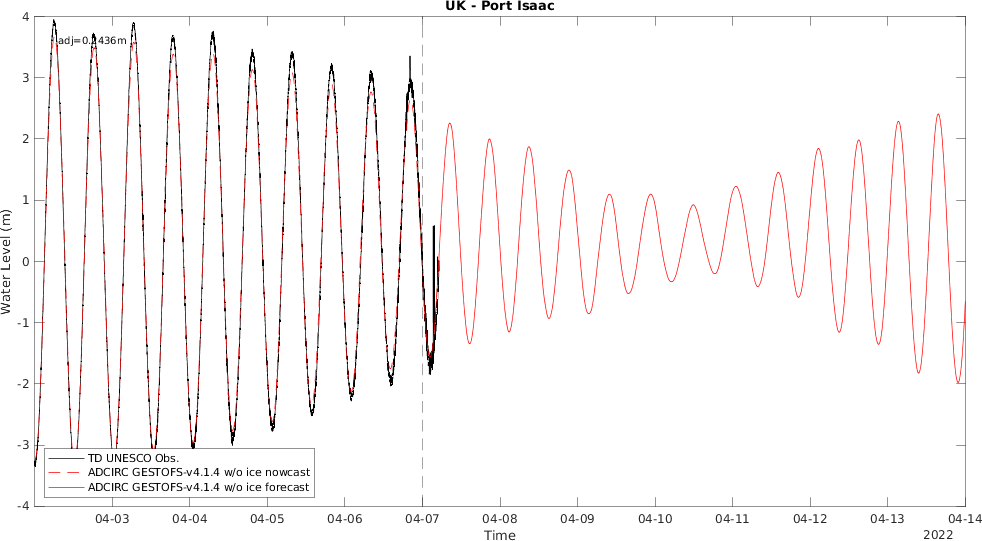 UK - Port Isaac
4
adj=0.2436m
3
2
1
0
-1
-2
-3
-4
Water Level (m)
TD UNESCO Obs.
ADCIRC GESTOFS-v4.1.4 w/o ice nowcast
ADCIRC GESTOFS-v4.1.4 w/o ice forecast
04-03 04-04 04-05 04-06 04-07 04-08 04-09 04-10 04-11 04-12 04-13 04-14
Time
2022